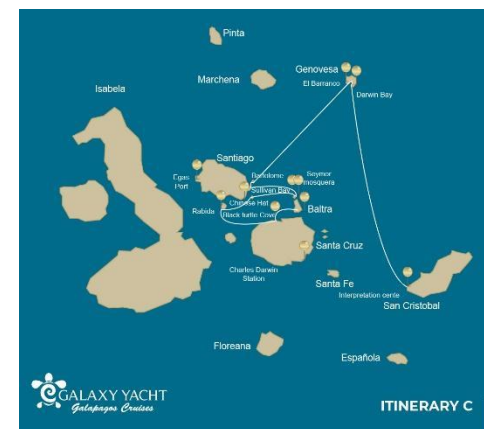 Pinta
Genovesa
Marchena
El Barranco
Darwin Bay
Isabela
Santiago
Egas
Port
Bartolome
Seymor
mosquera
Sullivan Bay
Chinese Hat
Rabida
Black turtle Cove
Baltra
Santa Cruz
Charles Darwin
Station
Santa Fe
Interpretation cente
San Cristobal
Floreana
Española
GALAXY YACHT
Galapagos Cruises
ITINERARY C